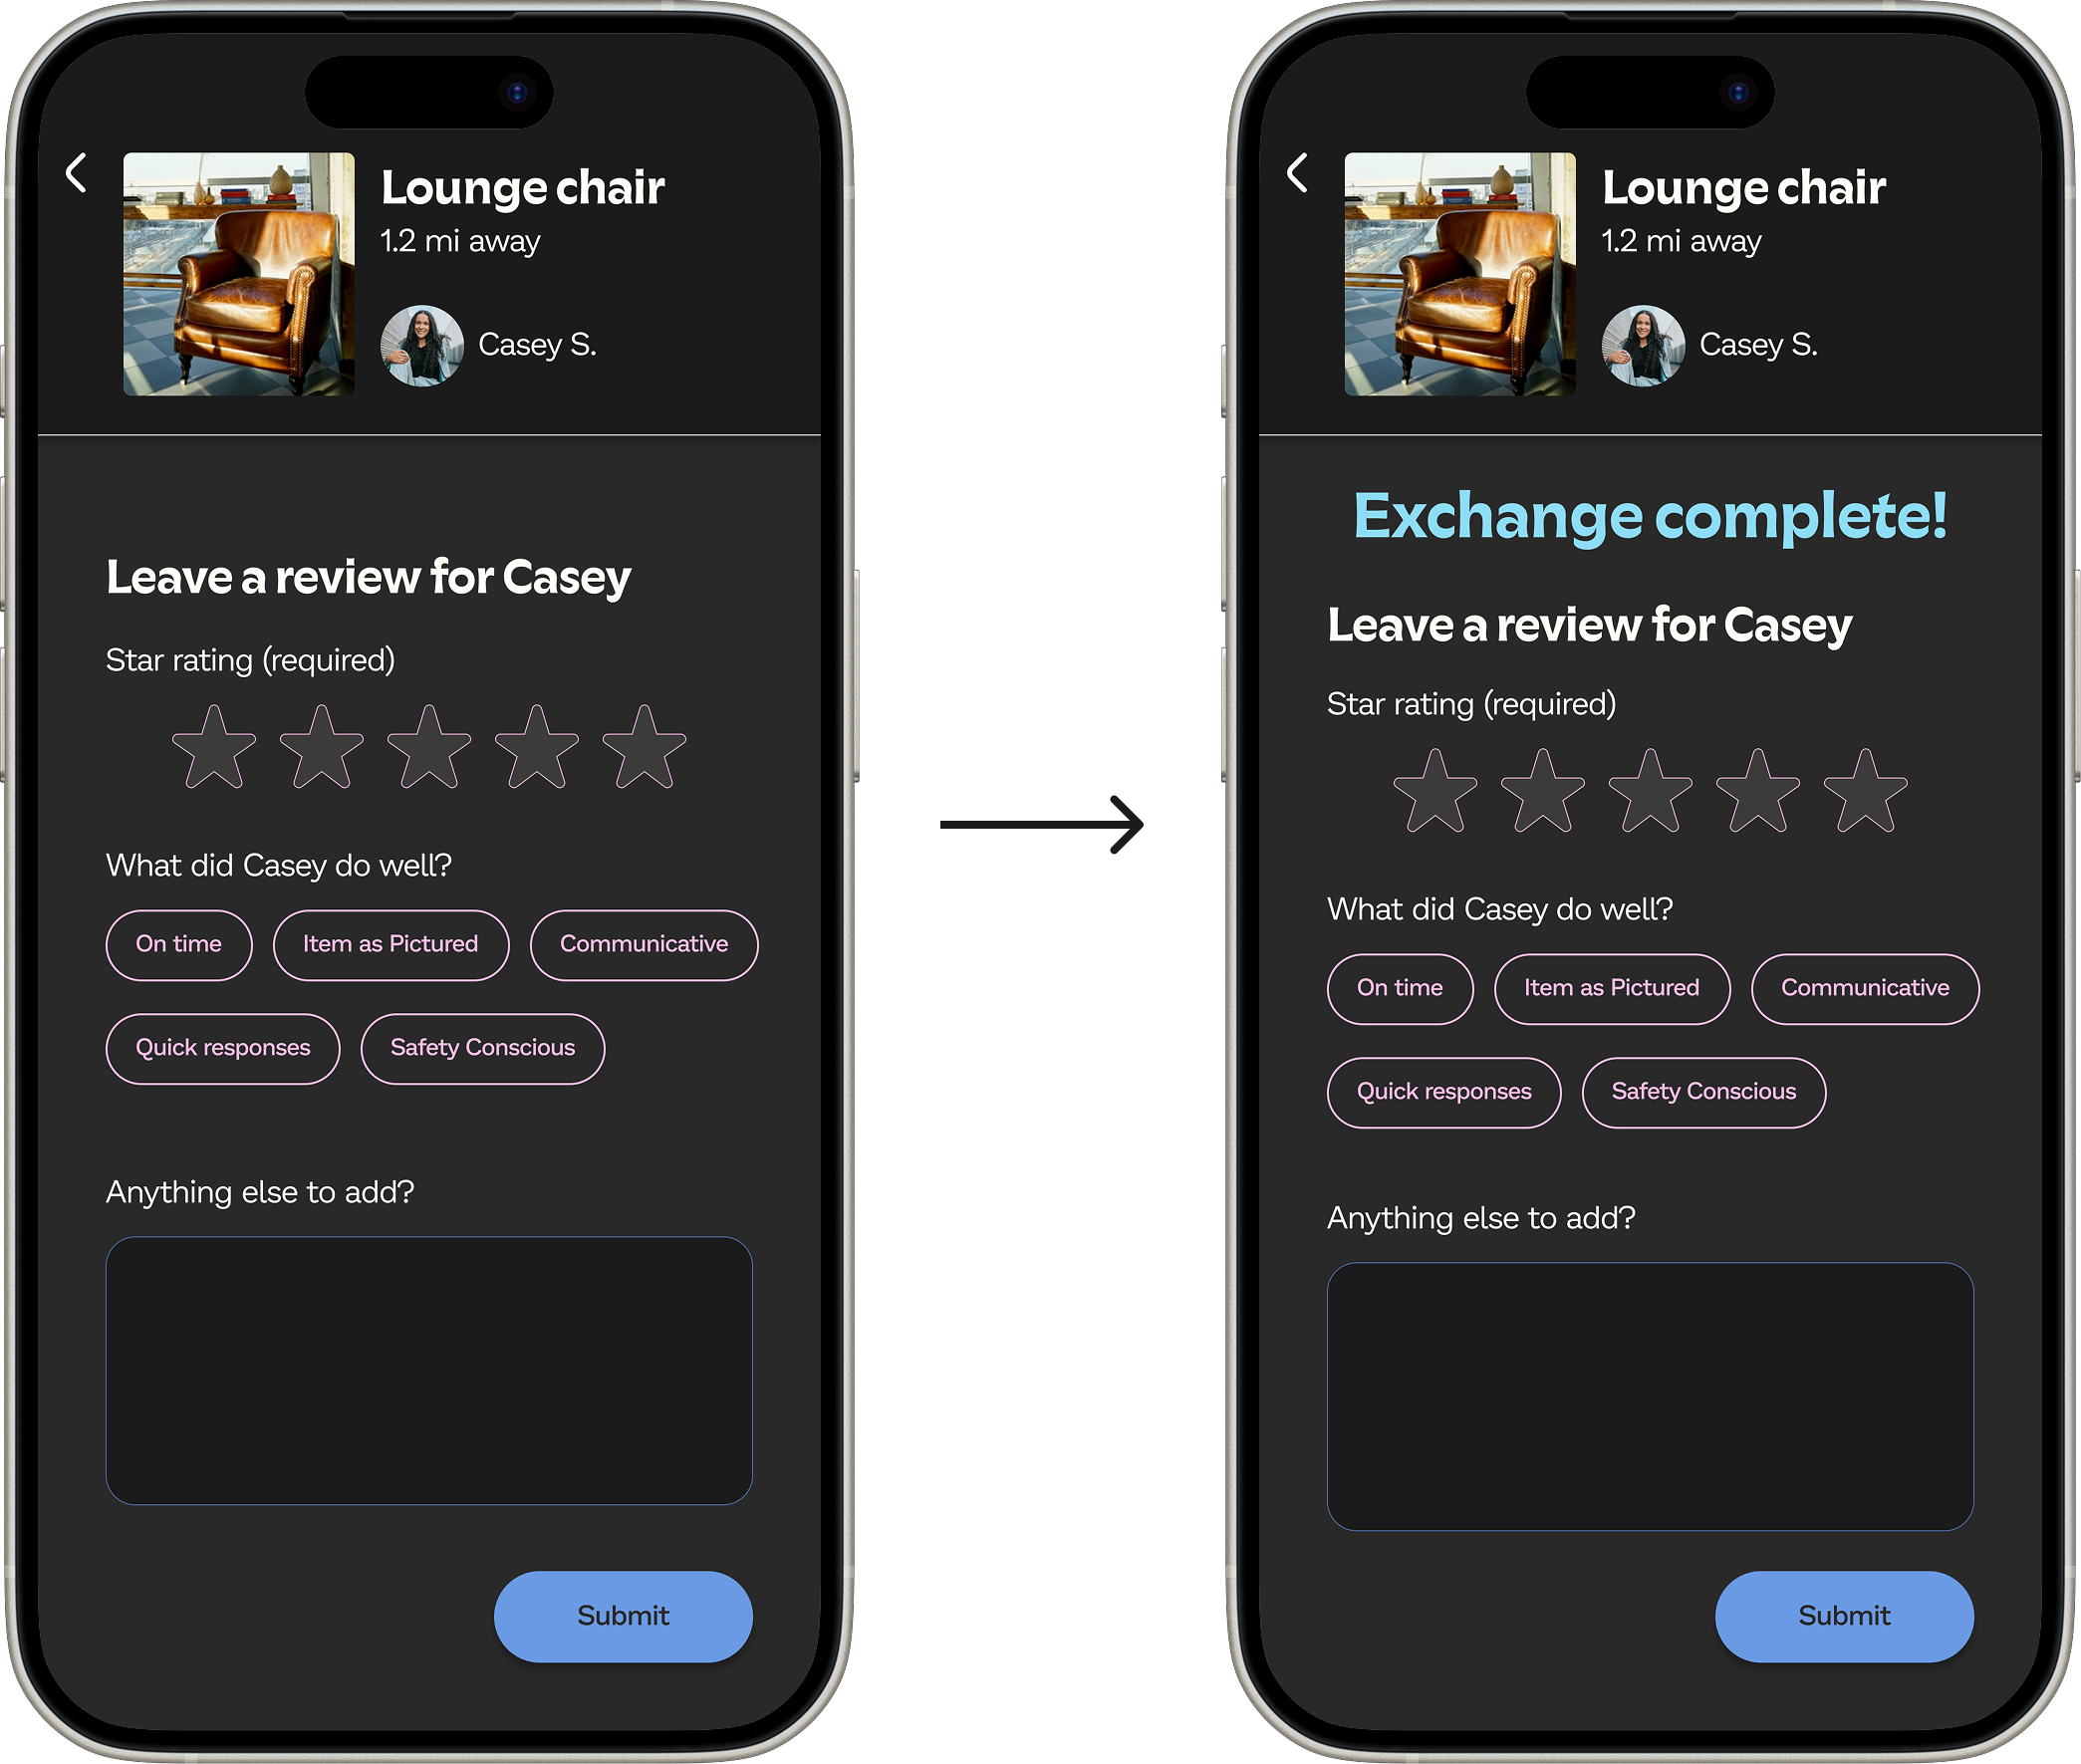 Lounge chair
1.2 mi away
Casey S.
Leave a review for Casey
Star rating (required)
What did Casey do well?
On time
Item as Pictured
Communicative
Quick responses
Safety Conscious
Anything else to add?
Submit
Lounge chair
1.2 mi away
Casey S.
Exchange complete!
Leave a review for Casey
Star rating (required)
What did Casey do well?
On time
Item as Pictured
Communicative
Quick responses
Safety Conscious
Anything else to add?
Submit